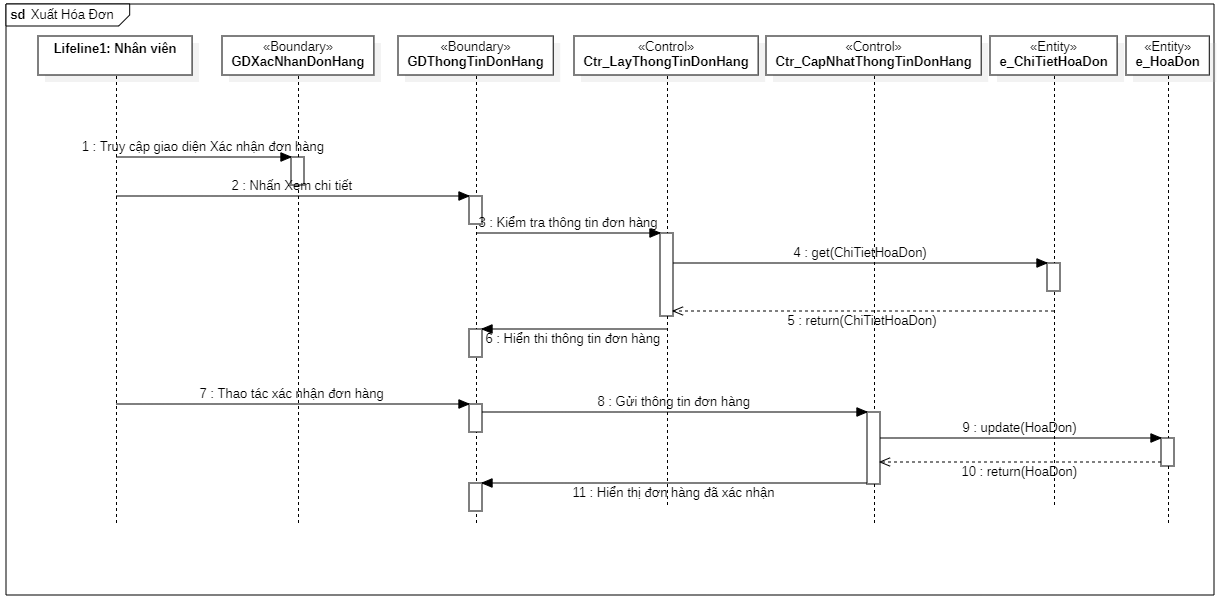 sd Xuất Hóa Đơn
Lifeline1: Nhân viên
«Boundary»
GDXacNhanDonHang
«Boundary»
GDThongTinDonHang
«Control»
Ctr_LayThongTinDonHang
«Control»
Ctr_CapNhatThongTinDonHang
«Entity»
e_ChiTietHoaDon
«Entity»
e_HoaDon
1 : Truy cập giao diện Xác nhận đơn hàng
2 : Nhấn Xem chi tiết
3 : Kiểm tra thông tin đơn hàng
4 : get(ChiTietHoaDon)
5 : return(ChiTietHoaDon)
6 : Hiển thi thông tin đơn hàng
7 : Thao tác xác nhận đơn hàng
8 : Gửi thông tin đơn hàng
9 : update(HoaDon)
10 : return(HoaDon)
11 : Hiển thị đơn hàng đã xác nhận